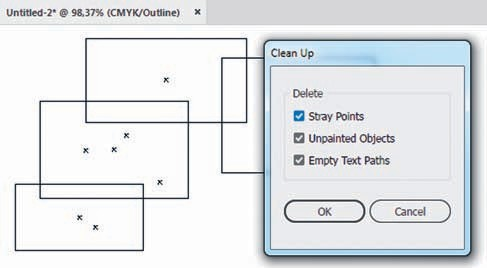 Untitled-2* @ 98,37% (CMYK/Outline) ×
Clean Up
Delete
Stray Points
Unpainted Objects
Empty Text Paths
OK
Cancel